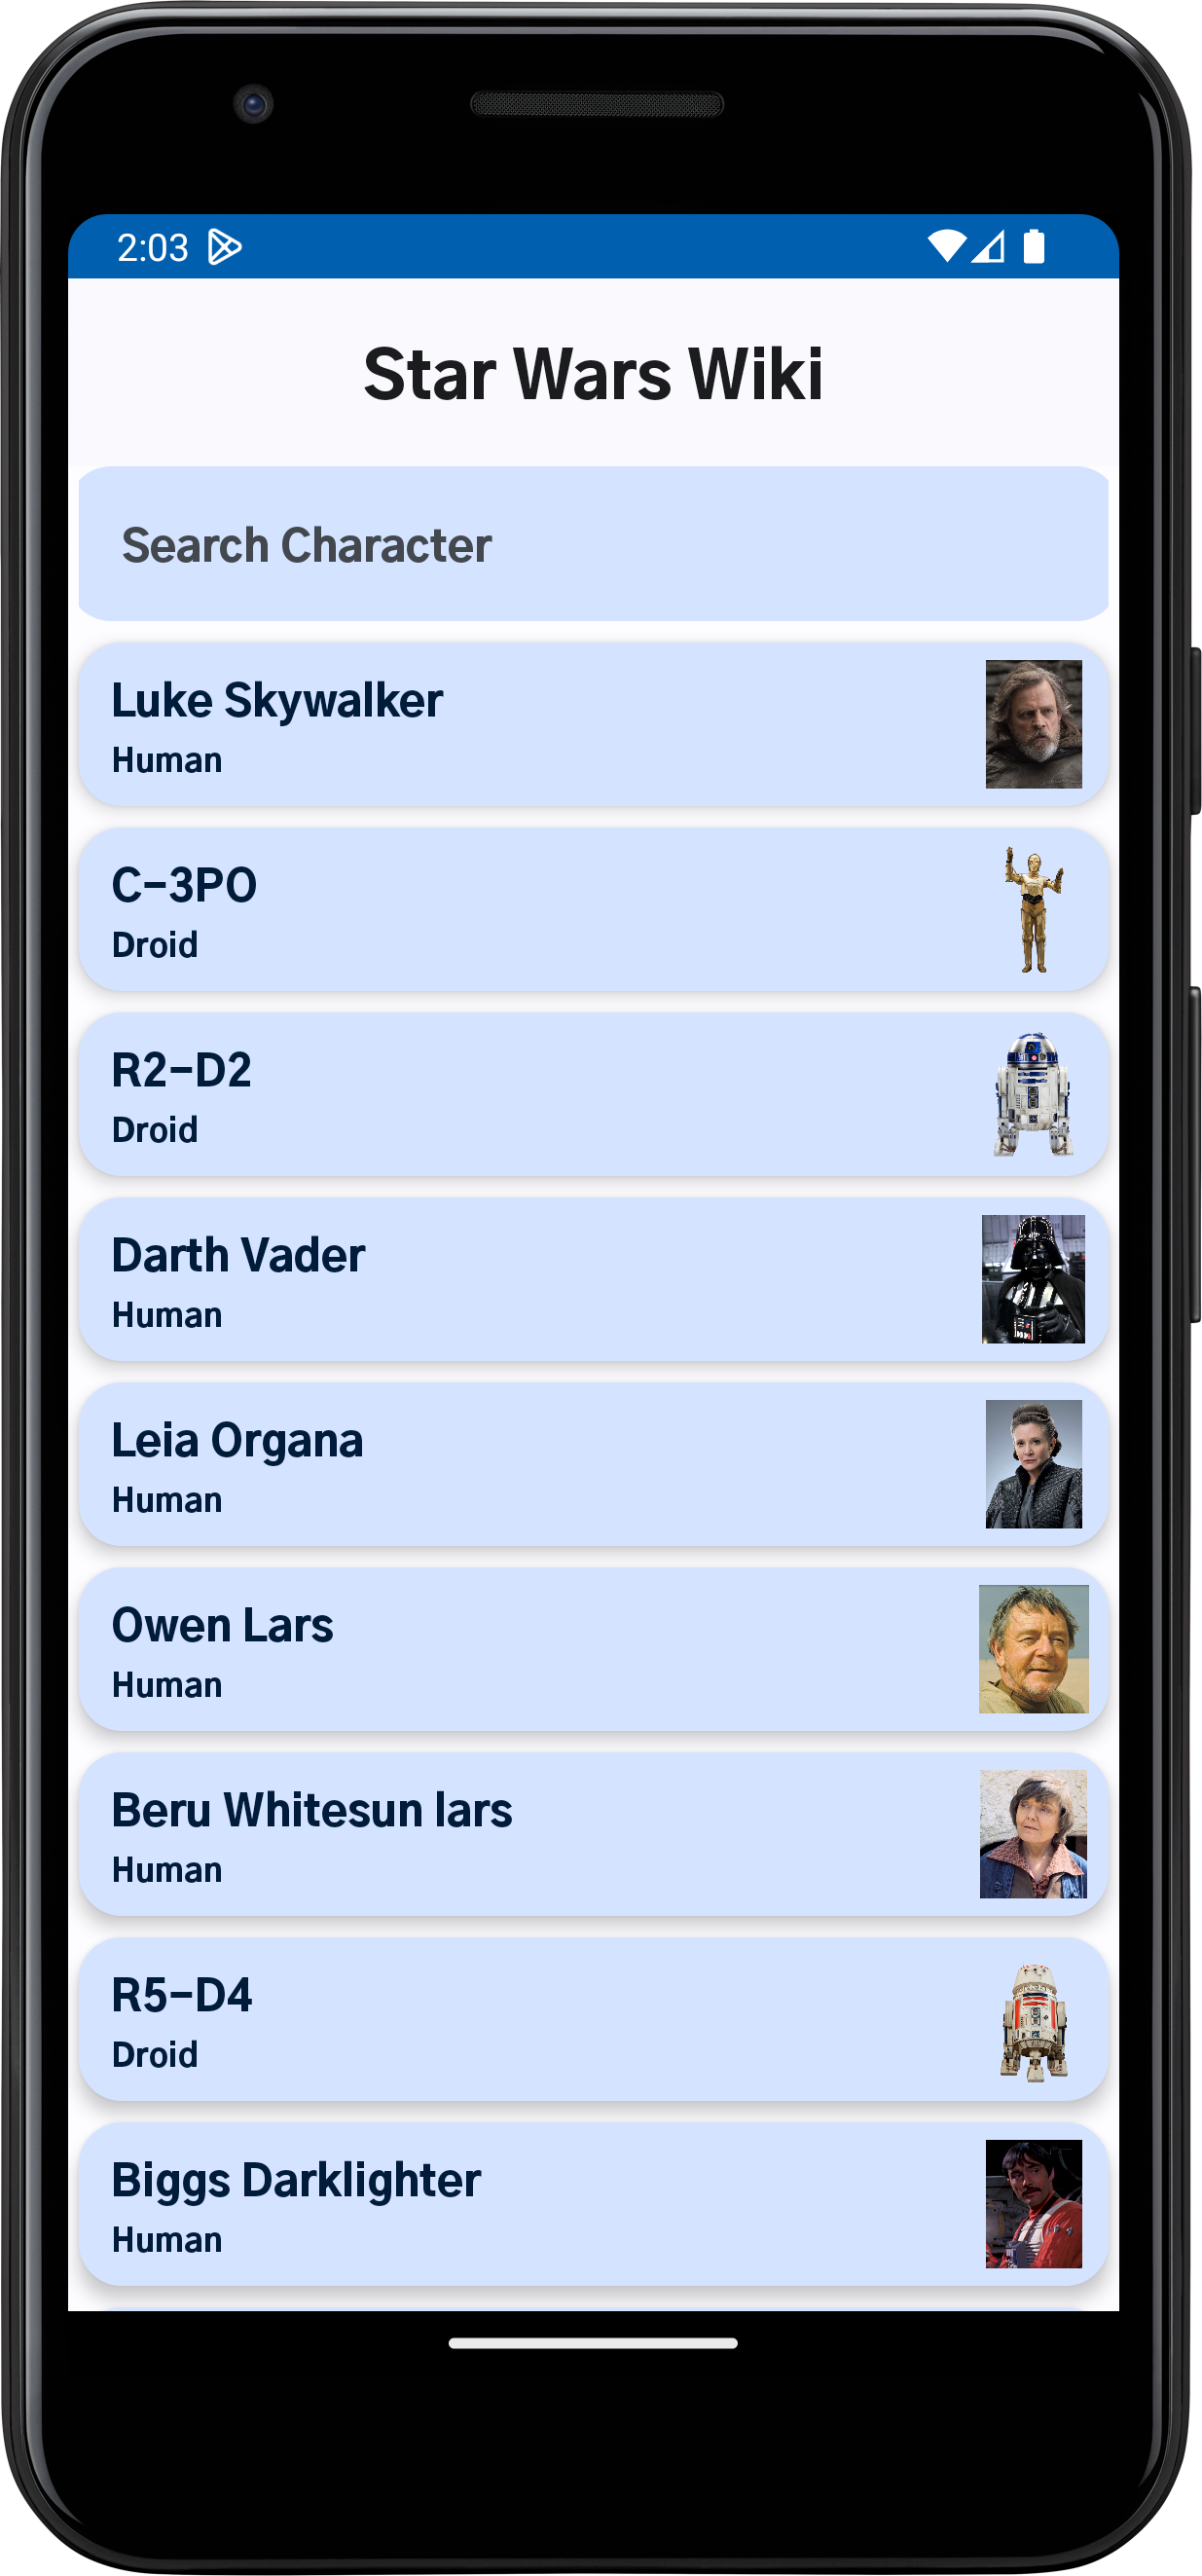 2:03
Star Wars Wiki
Search Character
Luke Skywalker
Human
C-3PO
Droid
R2-D2
Droid
Darth Vader
Human
Leia Organa
Human
Owen Lars
Human
Beru Whitesun lars
Human
R5-D4
Droid
Biggs Darklighter
Human